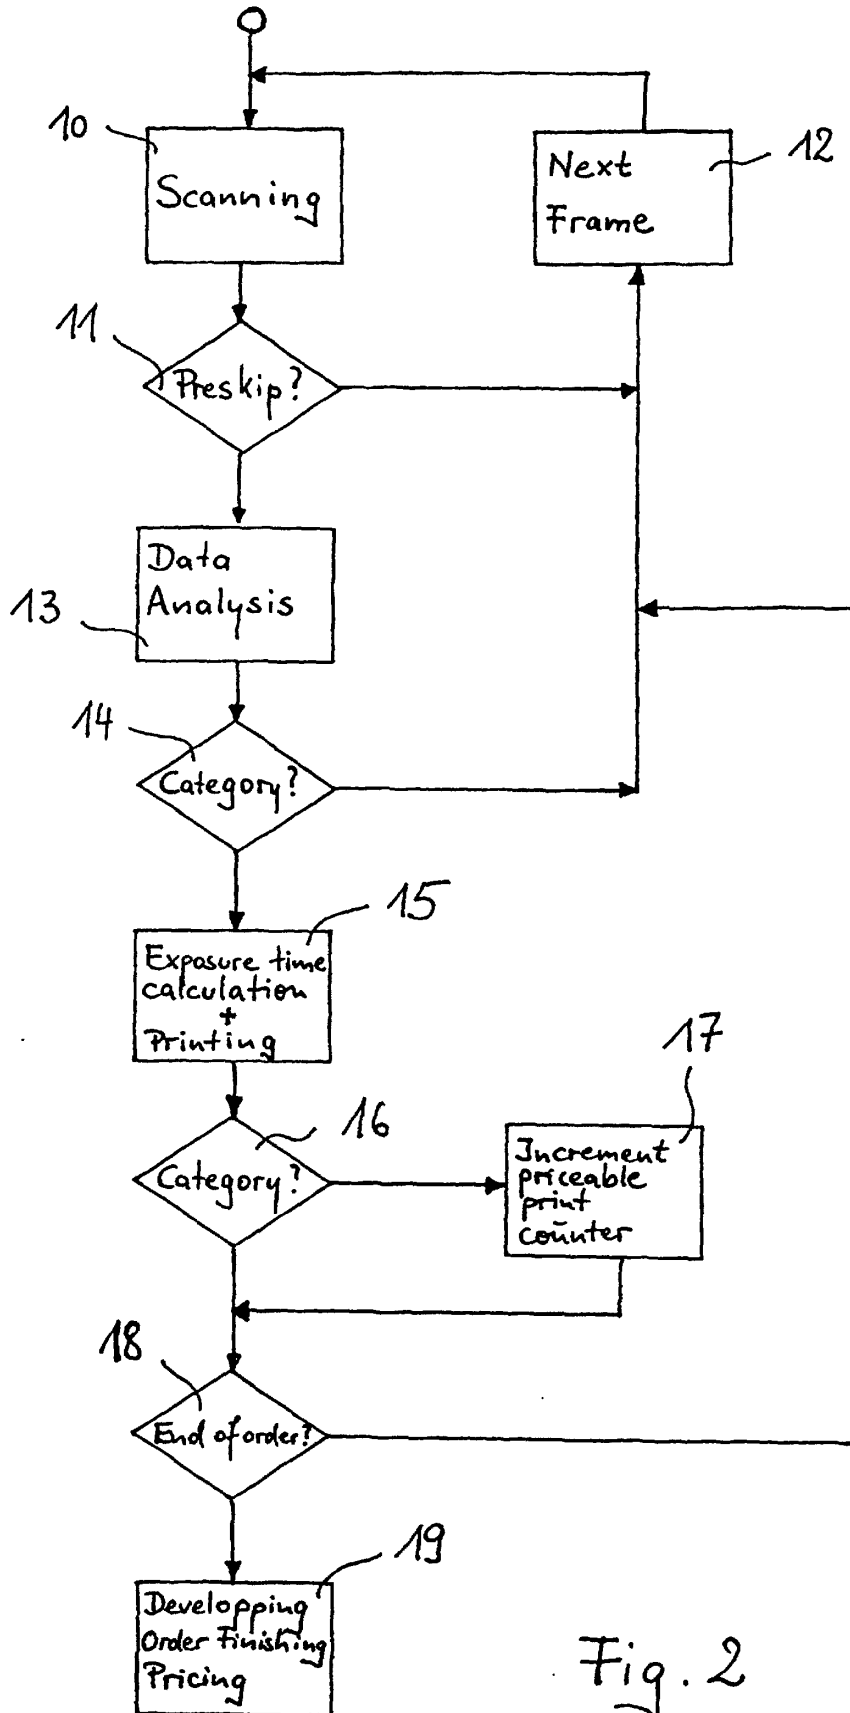 10
Scanning
Next
Frame
12
11
Preskip?
Data
Analysis
13
14
Category?
15
Exposure time
calculation
+
Printing
17
16
Category?
Increment
priceable
print
counter
18
End of order?
19
Developping
Order Finishing
Pricing
Fig. 2